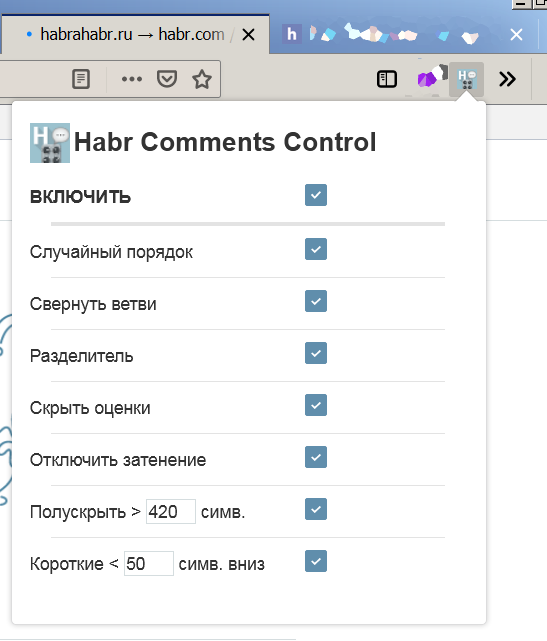 habrahabr.ru → habr.com /
h
H
Habr Comments Control
ВКЛЮЧИТЬ
Случайный порядок
Свернуть ветви
Разделитель
Скрыть оценки
Отключить затенение
Полускрыть > 420 симв.
Короткие < 50 симв. вниз